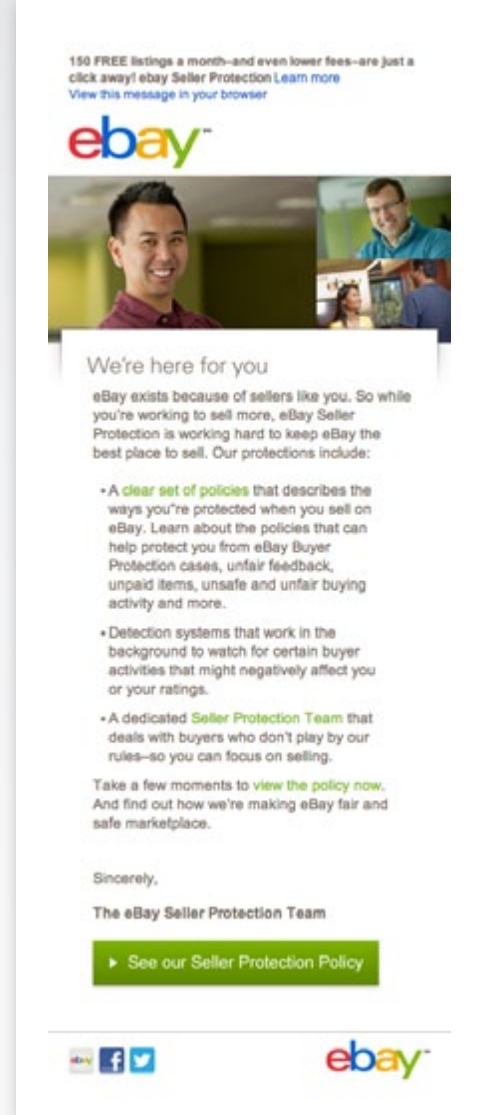 150 FREE listings a month–and even lower fees–are just a
click away! ebay Seller Protection Learn more
View this message in your browser
ebay™
We're here for you
eBay exists because of sellers like you. So while
you're working to sell more, eBay Seller
Protection is working hard to keep eBay the
best place to sell. Our protections include:
• A clear set of policies that describes the
ways you"re protected when you sell on
eBay. Learn about the policies that can
help protect you from eBay Buyer
Protection cases, unfair feedback,
unpaid items, unsafe and unfair buying
activity and more.
• Detection systems that work in the
background to watch for certain buyer
activities that might negatively affect you
or your ratings.
• A dedicated Seller Protection Team that
deals with buyers who don't play by our
rules–so you can focus on selling.
Take a few moments to view the policy now.
And find out how we're making eBay fair and
safe marketplace.
Sincerely,
The eBay Seller Protection Team
See our Seller Protection Policy
ebay f ebay™